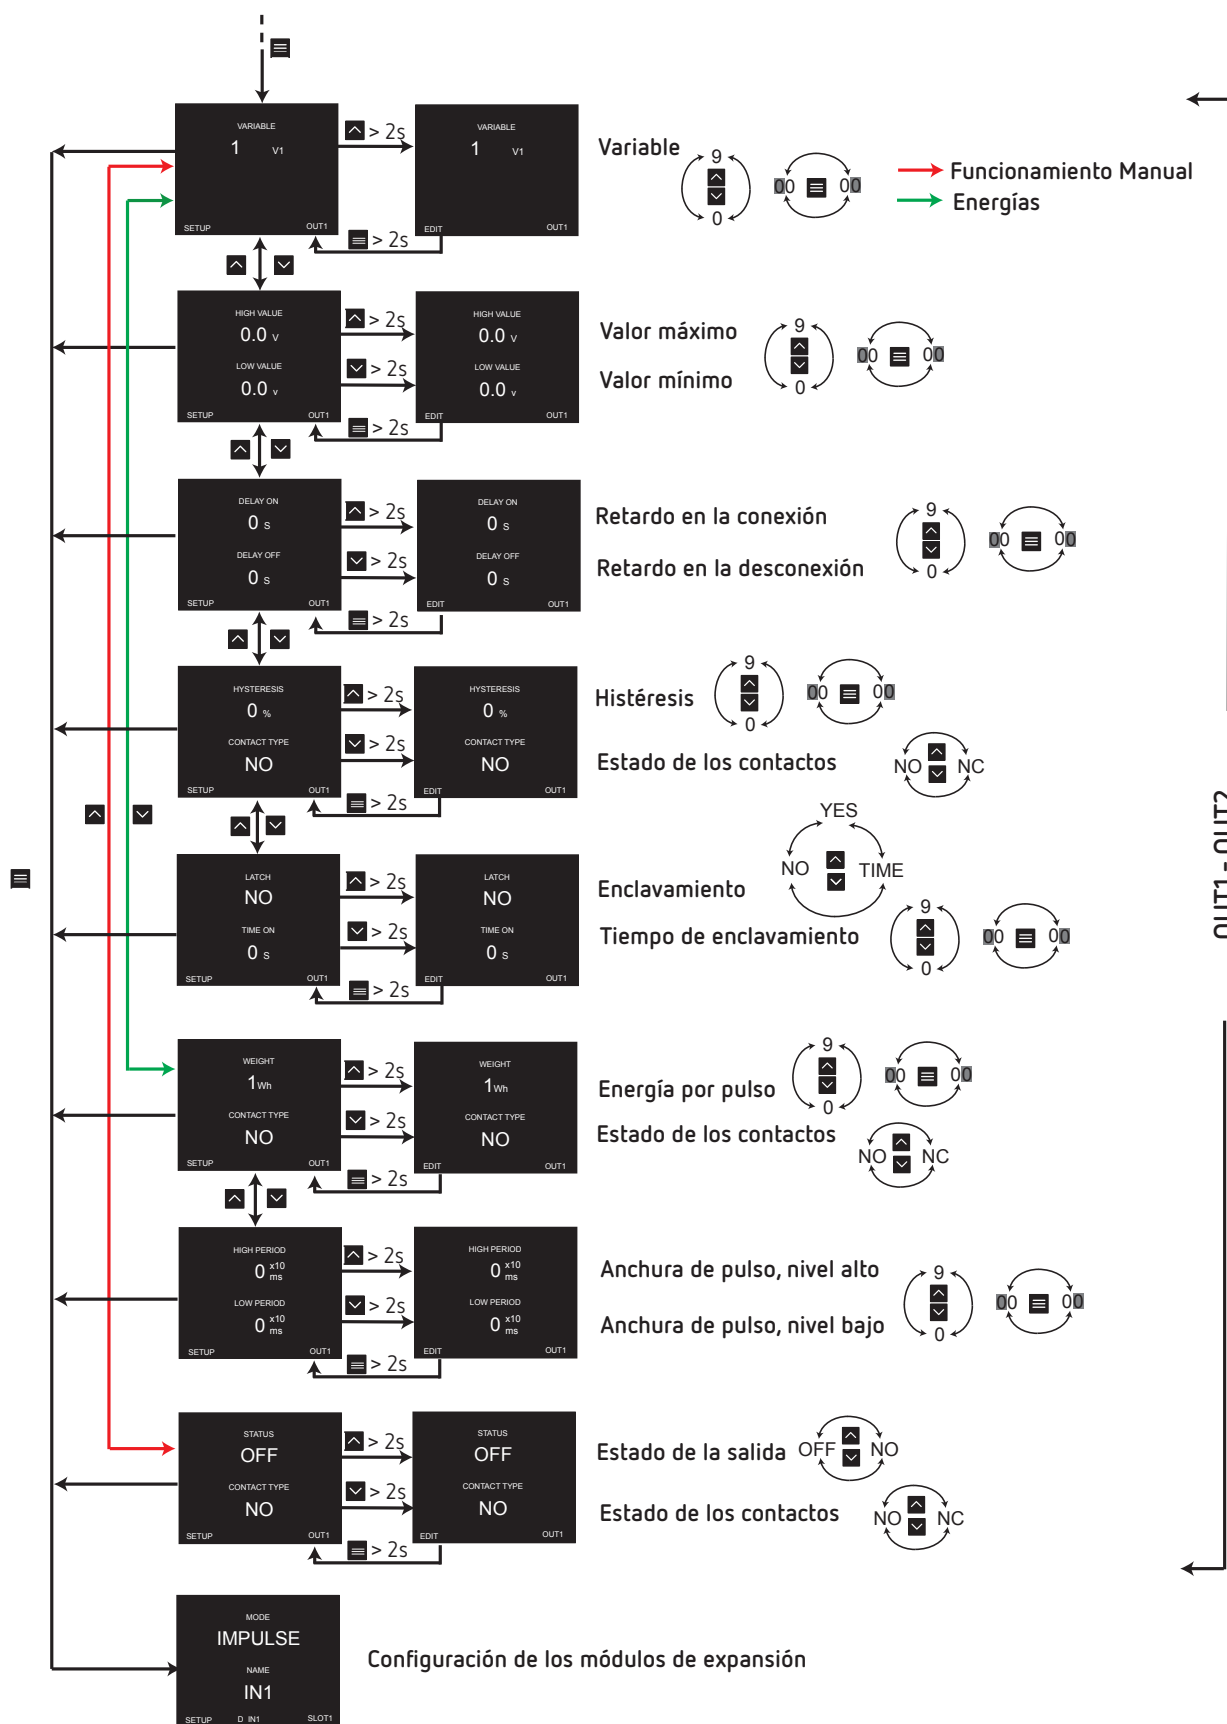 VARIABLE
1 V1
SETUP OUT1
> 2s
> 2s
VARIABLE
1 V1
EDIT OUT1
Variable
9
0
00 00
Funcionamiento Manual
Energías
HIGH VALUE
0.0 V
LOW VALUE
0.0 v
SETUP OUT1
> 2s
> 2s
> 2s
HIGH VALUE
0.0 V
LOW VALUE
0.0 v
EDIT OUT1
Valor máximo
Valor mínimo
9
0
00 00
DELAY ON
0 S
DELAY OFF
0 S
SETUP OUT1
> 2s
> 2s
> 2s
DELAY ON
0 S
DELAY OFF
0 S
EDIT OUT1
Retardo en la conexión
Retardo en la desconexión
9
0
00 00
HYSTERESIS
0 %
CONTACT TYPE
NO
SETUP OUT1
> 2s
> 2s
> 2s
HYSTERESIS
0 %
CONTACT TYPE
NO
EDIT OUT1
Histéresis
9
0
00 00
Estado de los contactos
NO NC
LATCH
NO
TIME ON
0 S
SETUP OUT1
> 2s
> 2s
> 2s
LATCH
NO
TIME ON
0 S
EDIT OUT1
Enclavamiento
YES
NO TIME
Tiempo de enclavamiento
9
0
00 00
OUT1 - OUT2
WEIGHT
1 Wh
CONTACT TYPE
NO
SETUP OUT1
> 2s
> 2s
> 2s
WEIGHT
1 Wh
CONTACT TYPE
NO
EDIT OUT1
Energía por pulso
9
0
00 00
Estado de los contactos
NO NC
HIGH PERIOD
0 x10 ms
LOW PERIOD
0 x10 ms
SETUP OUT1
> 2s
> 2s
> 2s
HIGH PERIOD
0 x10 ms
LOW PERIOD
0 x10 ms
EDIT OUT1
Anchura de pulso, nivel alto
Anchura de pulso, nivel bajo
9
0
00 00
STATUS
OFF
CONTACT TYPE
NO
SETUP OUT1
> 2s
> 2s
> 2s
STATUS
OFF
CONTACT TYPE
NO
EDIT OUT1
Estado de la salida
OFF NO
Estado de los contactos
NO NC
MODE
IMPULSE
NAME
IN1
SETUP D IN1 SLOT1
Configuración de los módulos de expansión